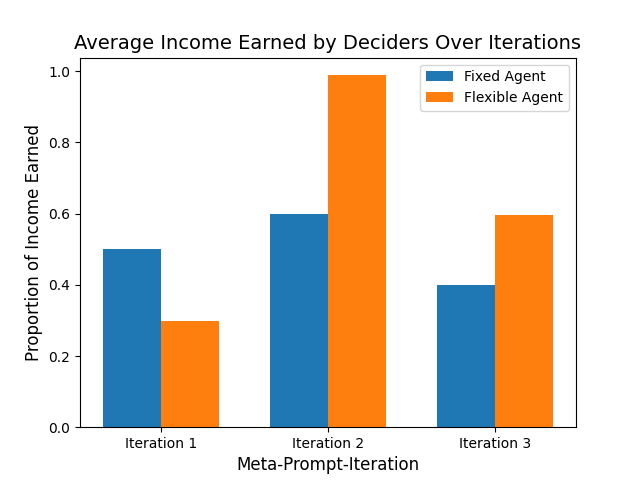 Average Income Earned by Deciders Over Iterations
Fixed Agent
Flexible Agent
Proportion of Income Earned
1.0
0.8
0.6
0.4
0.2
0.0
Iteration 1
Iteration 2
Iteration 3
Meta-Prompt-Iteration